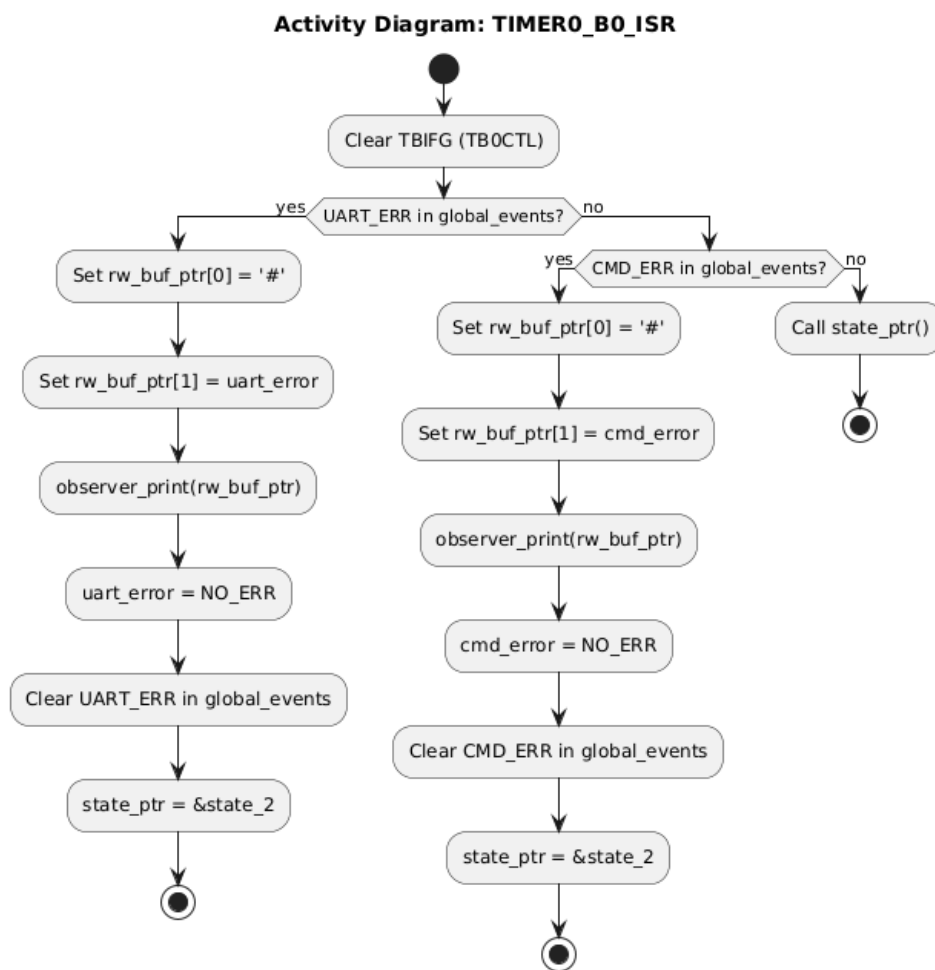 Activity Diagram: TIMER0_B0_ISR
Clear TBIFG (TB0CTL)
yes
UART_ERR in global_events?
no
Set rw_buf_ptr[0] = '#'
Set rw_buf_ptr[1] = uart_error
observer_print(rw_buf_ptr)
uart_error = NO_ERR
Clear UART_ERR in global_events
state_ptr = &state_2
yes
CMD_ERR in global_events?
no
Set rw_buf_ptr[0] = '#'
Set rw_buf_ptr[1] = cmd_error
observer_print(rw_buf_ptr)
cmd_error = NO_ERR
Clear CMD_ERR in global_events
state_ptr = &state_2
Call state_ptr()